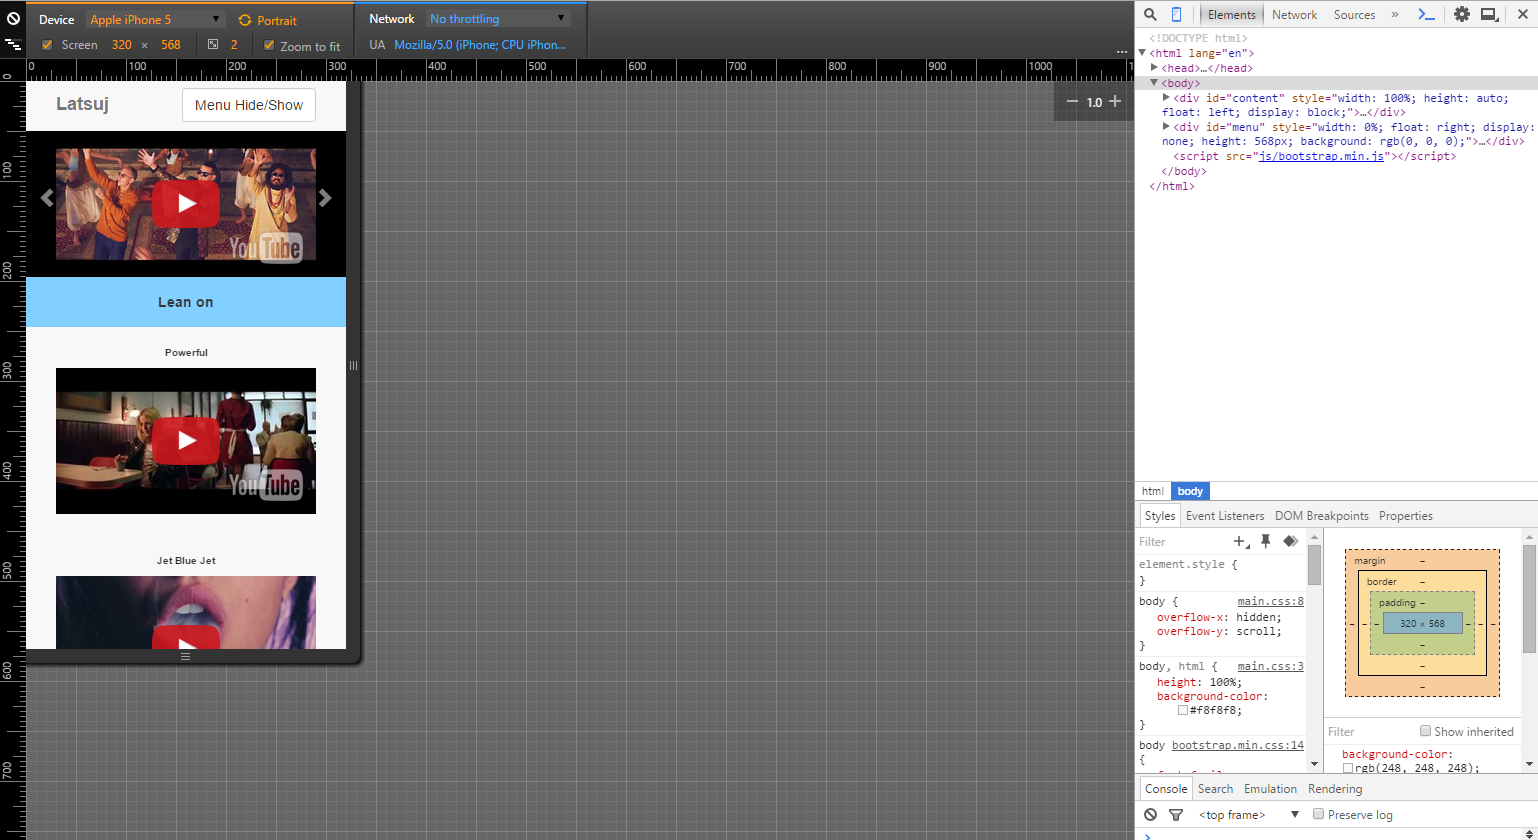 Device Apple iPhone 5 Portrait
Network No throttling
Screen 320 × 568 2 Zoom to fit
UA Mozilla/5.0 (iPhone; CPU iPhon...
...
0 100 200 300 400 500 600 700 800 900 1000
0
100
200
300
400
500
600
700
1.0
Latsuj
Menu Hide/Show
YouTube
Lean on
Powerful
YouTube
Jet Blue Jet
Elements Network Sources »
<!DOCTYPE html>
<html lang="en">
<head>…</head>
<body>
<div id="content" style="width: 100%; height: auto;
float: left; display: block;">…</div>
<div id="menu" style="width: 0%; float: right; display:
none; height: 568px; background: rgb(0, 0, 0);">…</div>
<script src="js/bootstrap.min.js"></script>
</body>
</html>
html body
Styles Event Listeners DOM Breakpoints Properties
Filter
element.style {
}
body { main.css:8
overflow-x: hidden;
overflow-y: scroll;
}
body, html { main.css:3
height: 100%;
background-color:
#f8f8f8;
}
body bootstrap.min.css:14
{
margin –
border –
padding –
– – – 320 × 568 – – –
–
–
–
Filter Show inherited
background-color:
rgb(248, 248, 248);
Console Search Emulation Rendering
<top frame> Preserve log